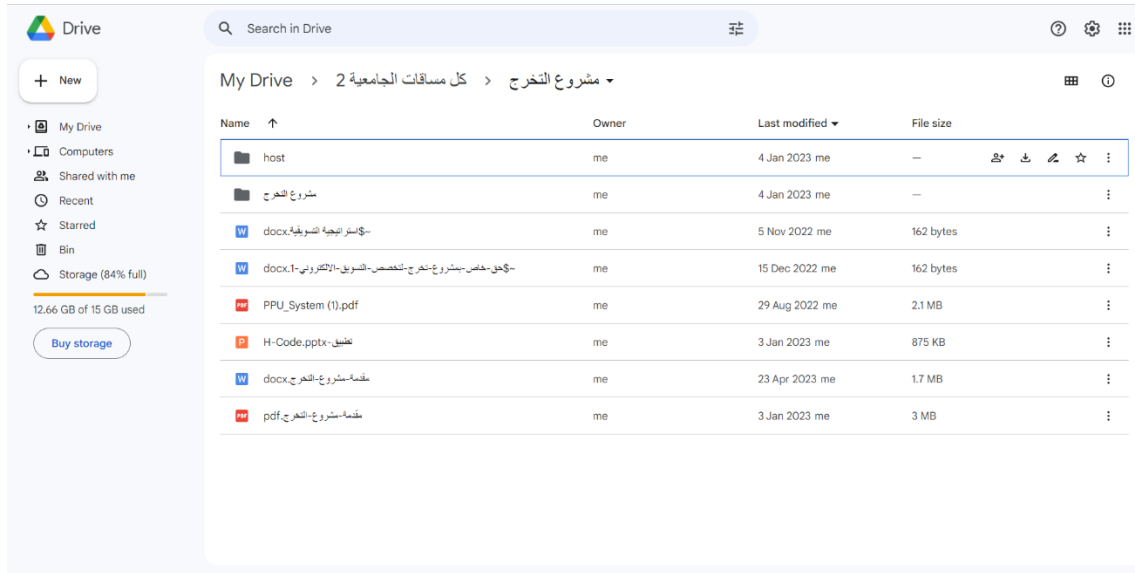 Drive
Search in Drive
New
My Drive
Computers
Shared with me
Recent
Starred
Bin
Storage (84% full)
12.66 GB of 15 GB used
Buy storage
My Drive > كل مساقات الجامعية 2 > مشروع التخرج
Name Owner Last modified File size
host me 4 Jan 2023 me —
مشروع التخرج me 4 Jan 2023 me —
~$استراتيجية التسويقية.docx me 5 Nov 2022 me 162 bytes
~$حق-خاص-بمشروع-تخرج-لتخصص-التسويق-الالكتروني-1.docx me 15 Dec 2022 me 162 bytes
PPU_System (1).pdf me 29 Aug 2022 me 2.1 MB
تطبيق-H-Code.pptx me 3 Jan 2023 me 875 KB
مقدمة-مشروع-التخرج.docx me 23 Apr 2023 me 1.7 MB
مقدمة-مشروع-التخرج.pdf me 3 Jan 2023 me 3 MB